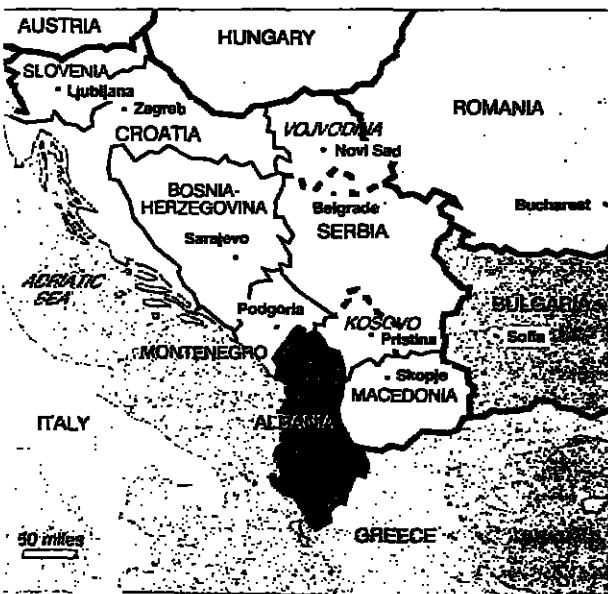 AUSTRIA
HUNGARY
SLOVENIA
Ljubljana
Zagreb
CROATIA
ROMANIA
VOJVODINA
Novi Sad
BOSNIA-
HERZEGOVINA
Belgrade
SERBIA
Bucharest
Sarajevo
ADRIATIC
SEA
BULGARIA
Podgoria
KOSOVO
Pristina
Sofia
MONTENEGRO
Skopje
MACEDONIA
ITALY
ALBANIA
50 miles
GREECE